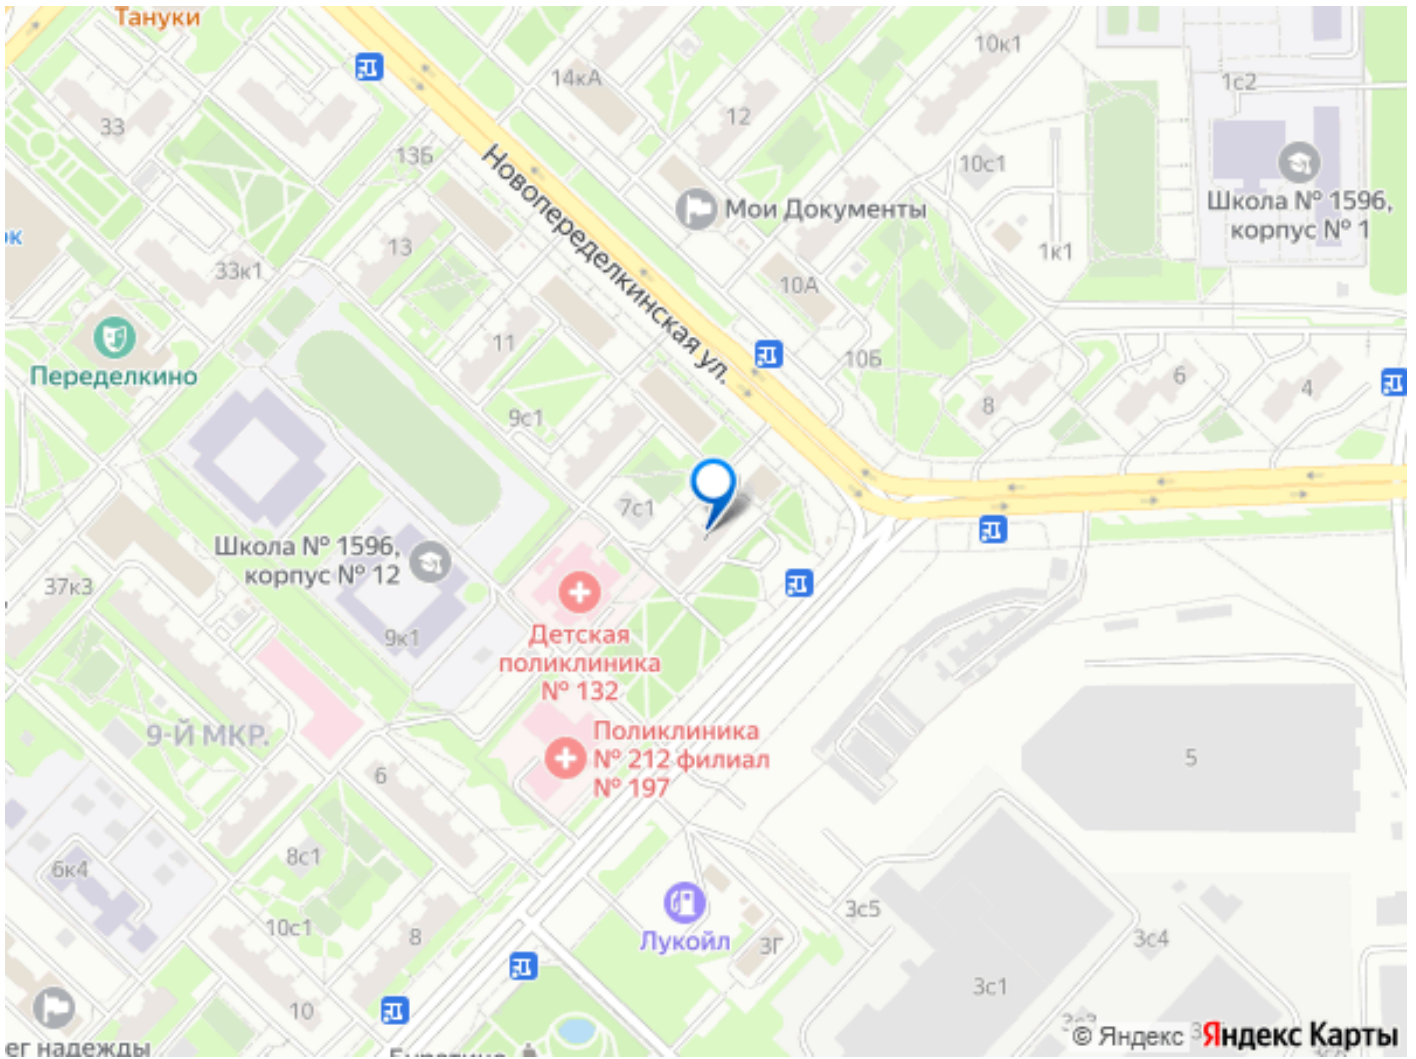 Тануки
10к1
14кА
1с2
12
33
13Б
10с1
Школа № 1596,
корпус № 1
Новопеределкинская ул.
Мои Документы
13
1к1
33к1
10А
11
10Б
Переделкино
6
4
8
9с1
7с1
Школа № 1596,
корпус № 12
37к3
9к1
Детская
поликлиника
№ 132
9-Й МКР.
Поликлиника
№ 212 филиал
№ 197
5
6
8с1
6к4
3с5
10с1
8
Лукойл
3Г
3с4
3с1
10
ег надежды
© Яндекс
Яндекс Карты